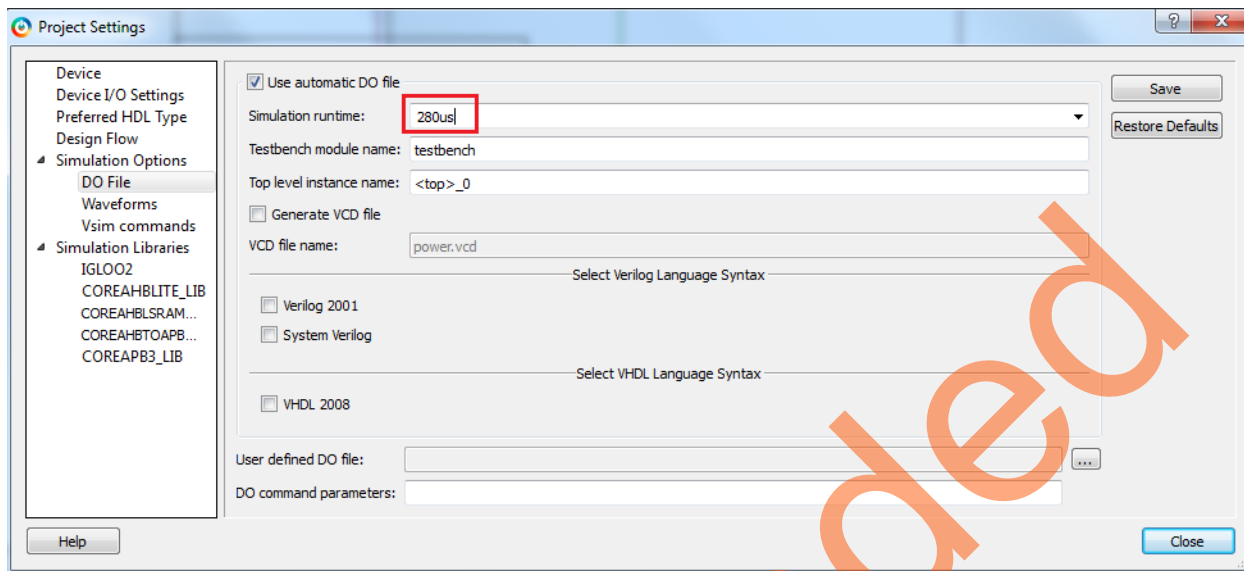 Project Settings
Device
Device I/O Settings
Preferred HDL Type
Design Flow
Simulation Options
DO File
Waveforms
Vsim commands
Simulation Libraries
IGLOO2
COREAHBLITE_LIB
COREAHBLSRAM...
COREAHBTOAPB...
COREAPB3_LIB
Use automatic DO file
Simulation runtime: 280us
Testbench module name: testbench
Top level instance name: <top>_0
Generate VCD file
VCD file name: power.vcd
Select Verilog Language Syntax
Verilog 2001
System Verilog
Select VHDL Language Syntax
VHDL 2008
User defined DO file: ...
DO command parameters:
Save
Restore Defaults
Help
Close
ded